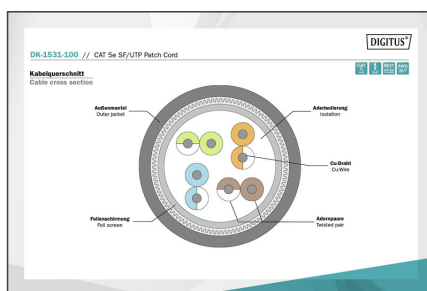 DIGITUS®
DK-1531-100 // CAT 5e SF/UTP Patch Cord
Kabelquerschnitt
Cable cross section
Außenmantel
Outer jacket
Aderisolierung
Isolation
Cu-Draht
Cu-Wire
Folienschirmung
Foil screen
Adernpaare
Twisted pair